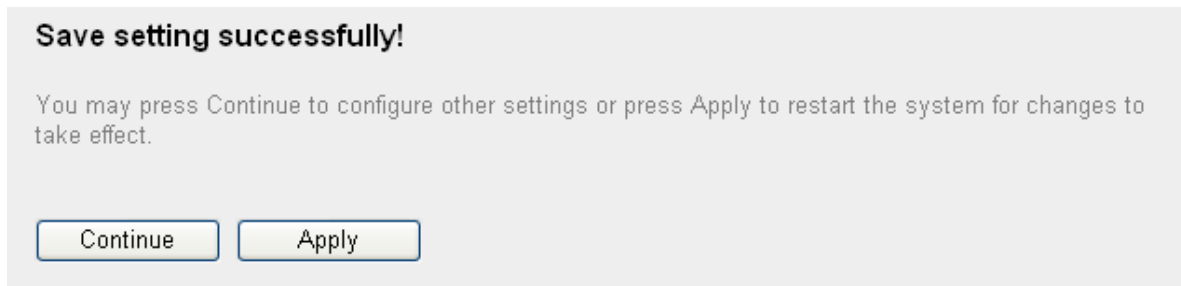 Save setting successfully!
You may press Continue to configure other settings or press Apply to restart the system for changes to
take effect.
Continue Apply